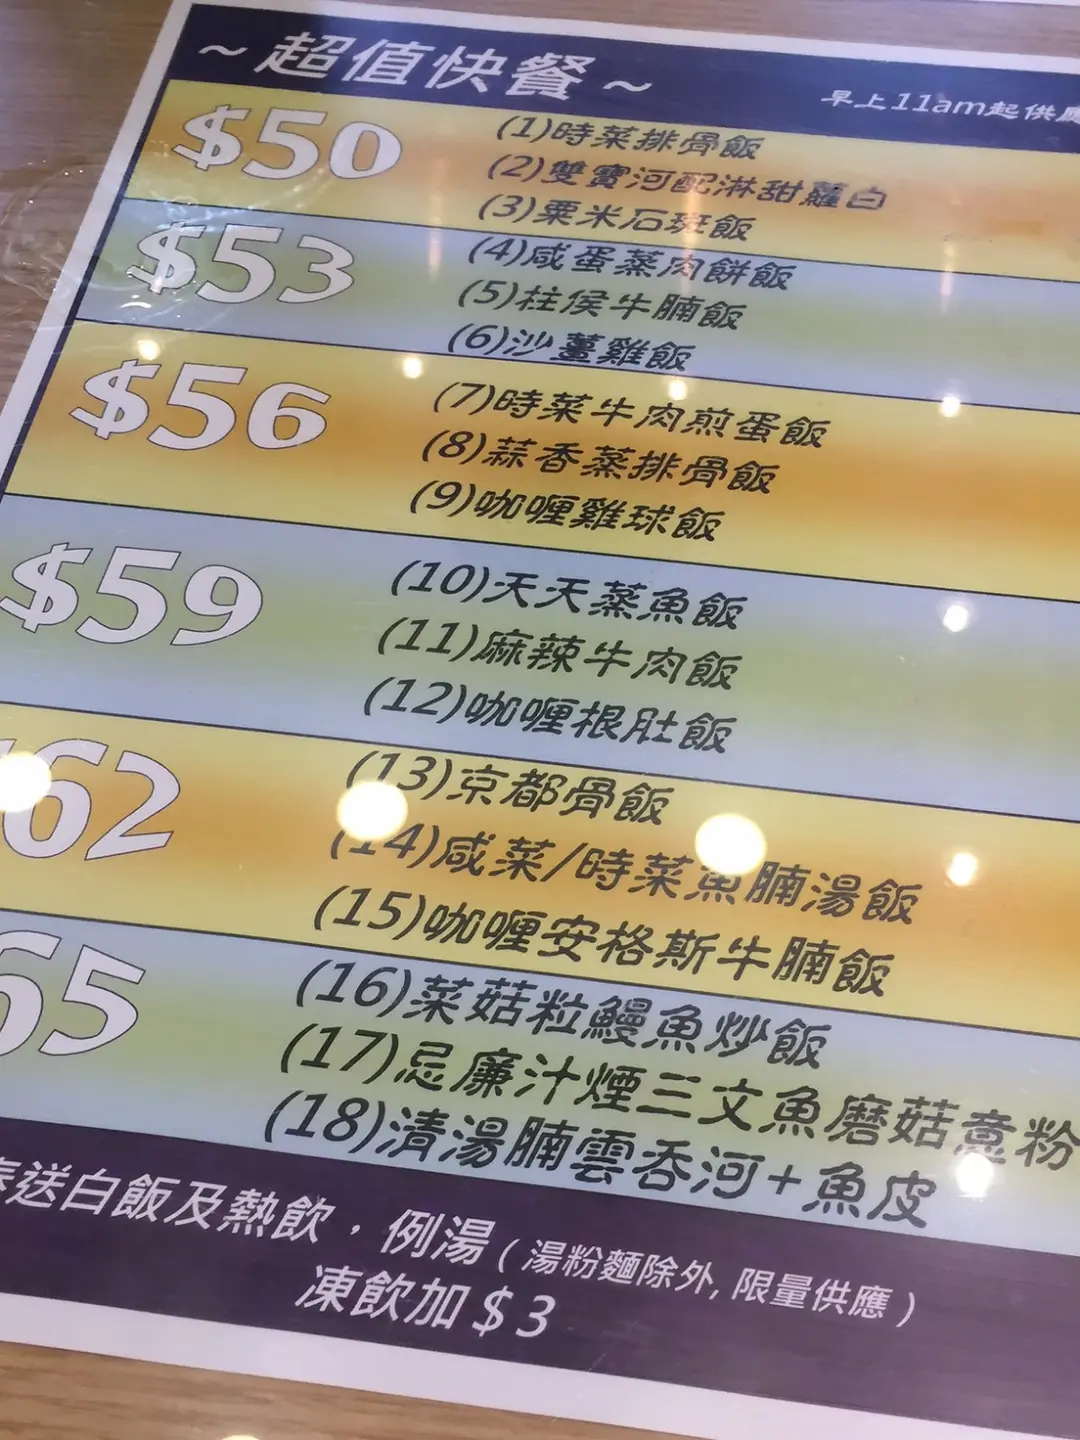 ～超值快餐～
早上11am起供應
$50
(1)時菜排骨飯
(2)雙寶河配淋甜蘿白
(3)粟米石斑飯
$53
(4)咸蛋蒸肉餅飯
(5)柱侯牛腩飯
(6)沙薑雞飯
$56
(7)時菜牛肉煎蛋飯
(8)蒜香蒸排骨飯
(9)咖喱雞球飯
$59
(10)天天蒸魚飯
(11)麻辣牛肉飯
(12)咖喱根肚飯
62
(13)京都骨飯
(14)咸菜/時菜魚腩湯飯
(15)咖喱安格斯牛腩飯
65
(16)菜菇粒鰻魚炒飯
(17)忌廉汁煙三文魚磨菇意粉
(18)清湯腩雲吞河+魚皮
奉送白飯及熱飲，例湯(湯粉麵除外,限量供應)
凍飲加$3